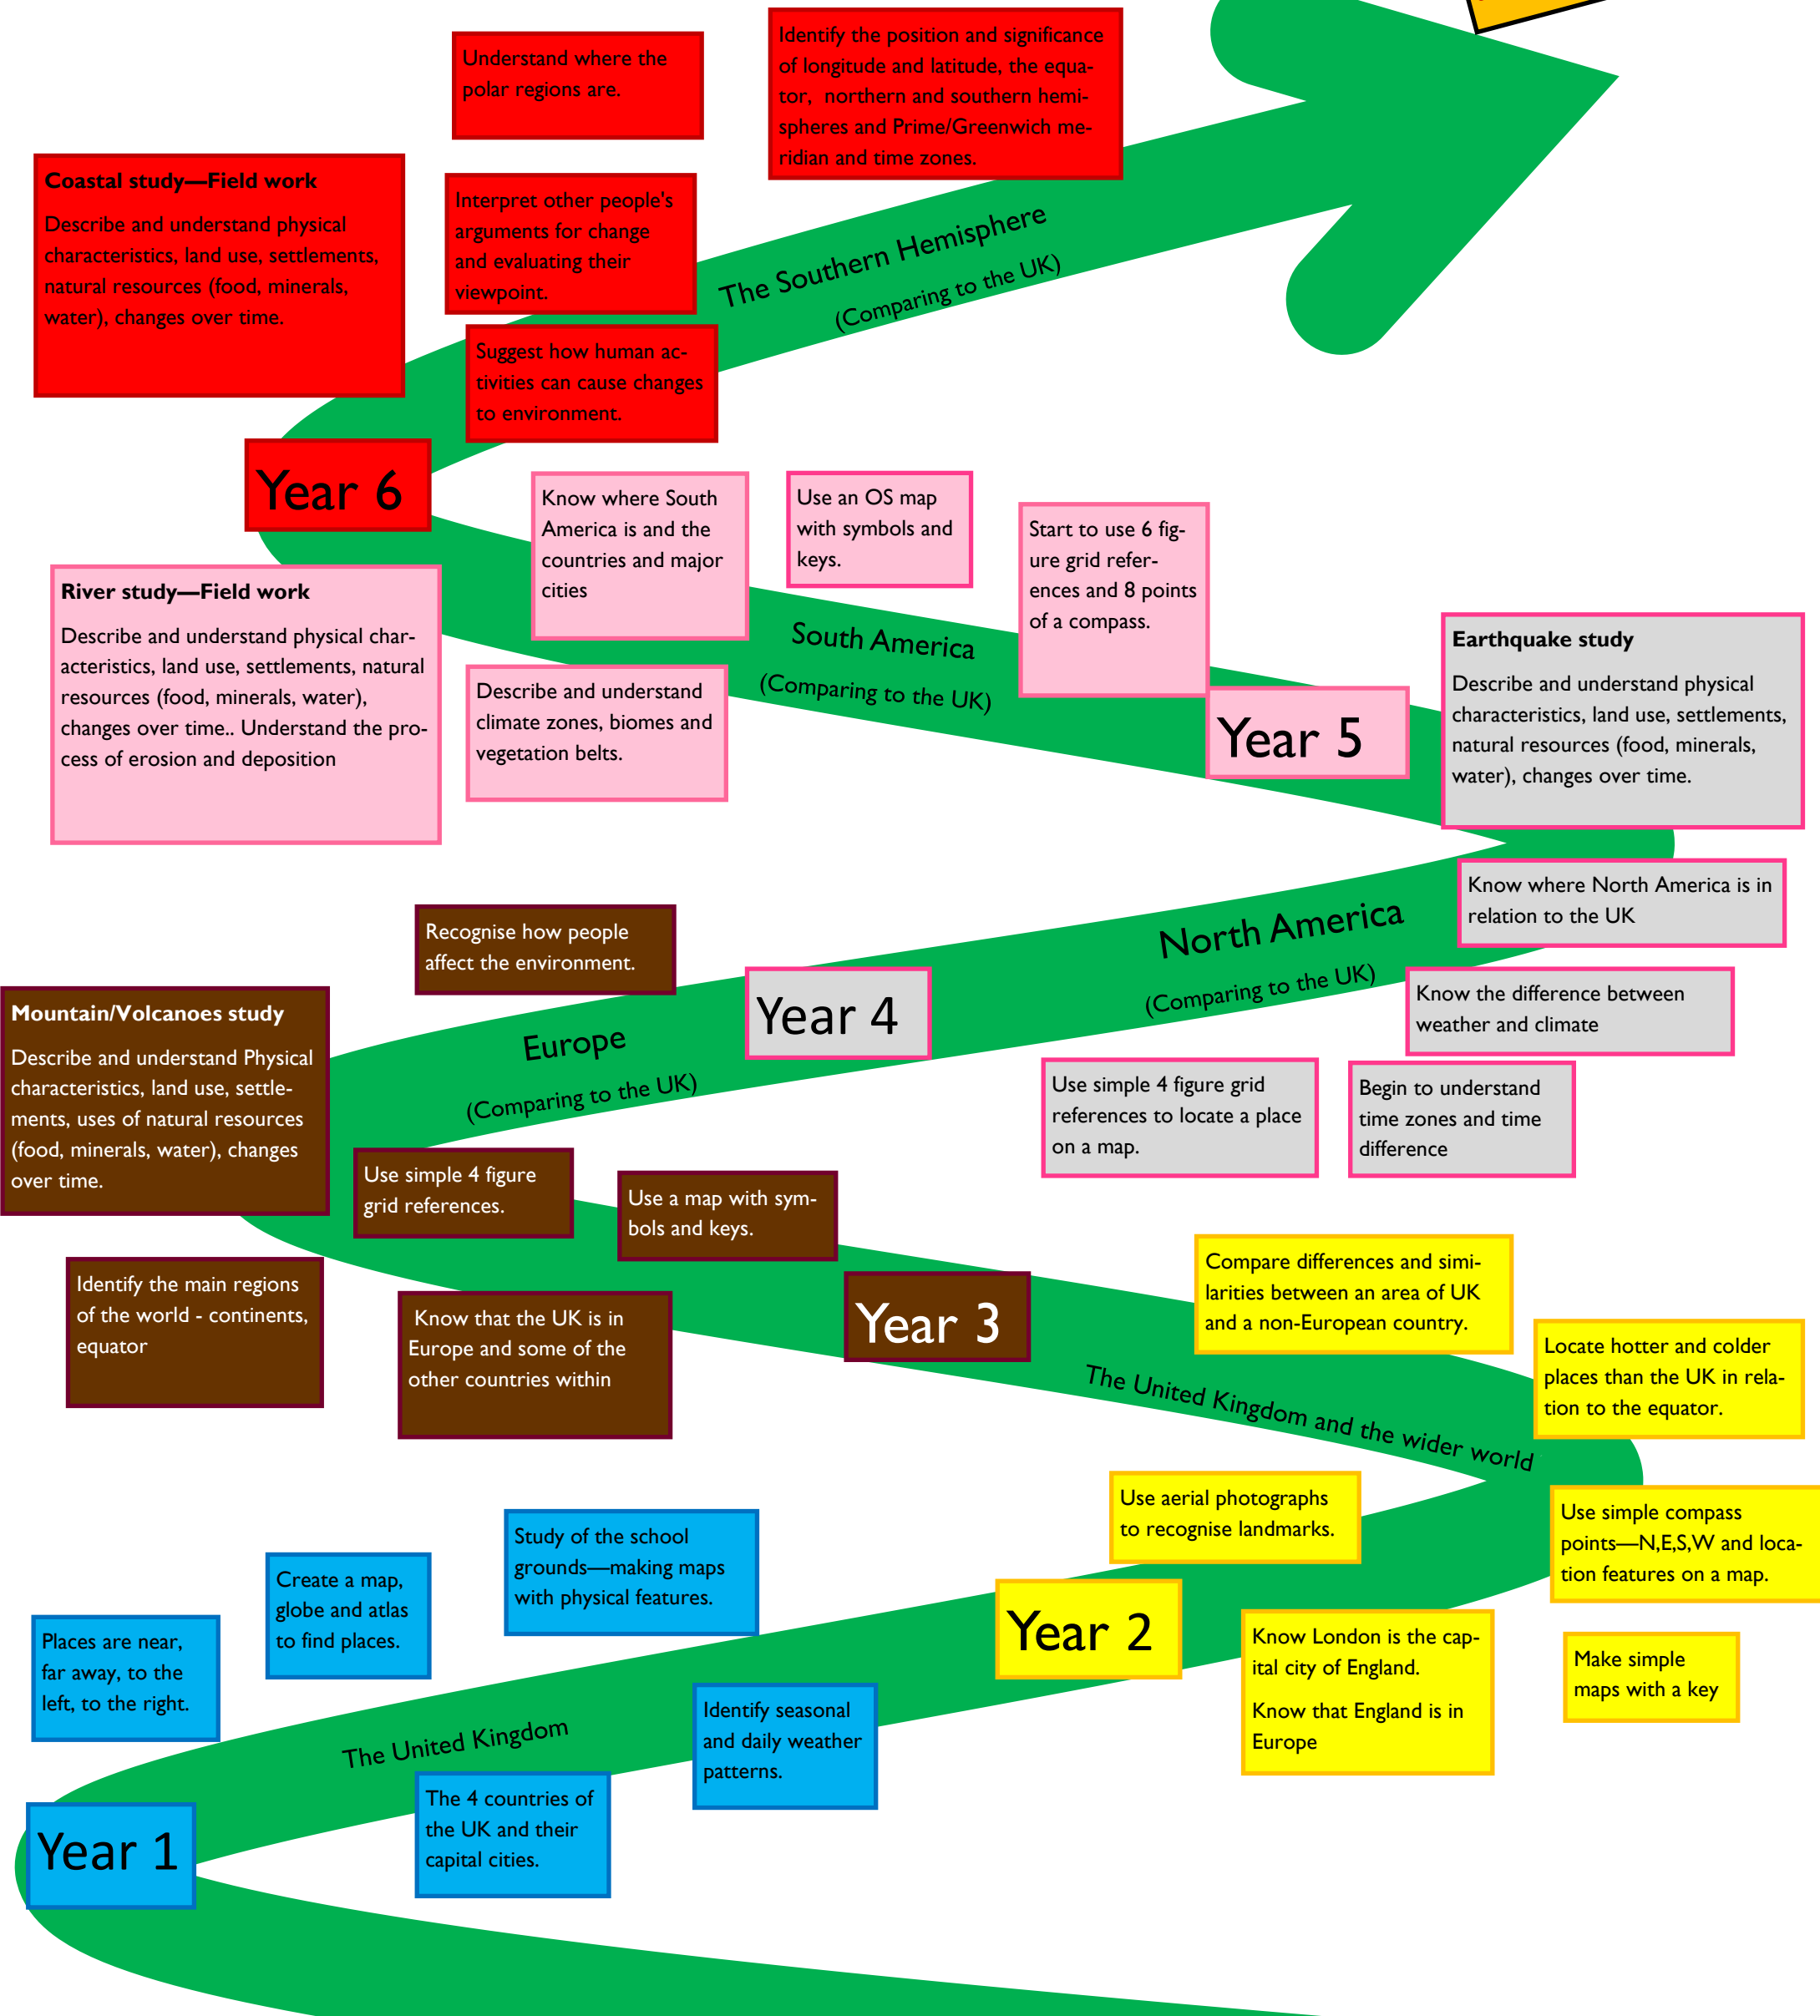 Understand where the
polar regions are.
Identify the position and significance
of longitude and latitude, the equa-
tor,  northern and southern hemi-
spheres and Prime/Greenwich me-
ridian and time zones.
Coastal study—Field work
Describe and understand physical
characteristics, land use, settlements,
natural resources (food, minerals,
water), changes over time.
Interpret other people's
arguments for change
and evaluating their
viewpoint.
The Southern Hemisphere
(Comparing to the UK)
Suggest how human ac-
tivities can cause changes
to environment.
Year 6
Know where South
America is and the
countries and major
cities
Use an OS map
with symbols and
keys.
Start to use 6 fig-
ure grid refer-
ences and 8 points
of a compass.
River study—Field work
Describe and understand physical char-
acteristics, land use, settlements, natural
resources (food, minerals, water),
changes over time.. Understand the pro-
cess of erosion and deposition
South America
(Comparing to the UK)
Describe and understand
climate zones, biomes and
vegetation belts.
Year 5
Earthquake study
Describe and understand physical
characteristics, land use, settlements,
natural resources (food, minerals,
water), changes over time.
Know where North America is in
relation to the UK
North America
(Comparing to the UK)
Know the difference between
weather and climate
Use simple 4 figure grid
references to locate a place
on a map.
Begin to understand
time zones and time
difference
Year 4
Recognise how people
affect the environment.
Europe
(Comparing to the UK)
Mountain/Volcanoes study
Describe and understand Physical
characteristics, land use, settle-
ments, uses of natural resources
(food, minerals, water), changes
over time.
Use simple 4 figure
grid references.
Use a map with sym-
bols and keys.
Identify the main regions
of the world - continents,
equator
Know that the UK is in
Europe and some of the
other countries within
Year 3
Compare differences and simi-
larities between an area of UK
and a non-European country.
Locate hotter and colder
places than the UK in rela-
tion to the equator.
The United Kingdom and the wider world
Use aerial photographs
to recognise landmarks.
Use simple compass
points—N,E,S,W and loca-
tion features on a map.
Year 2
Know London is the cap-
ital city of England.
Know that England is in
Europe
Make simple
maps with a key
Study of the school
grounds—making maps
with physical features.
Create a map,
globe and atlas
to find places.
Places are near,
far away, to the
left, to the right.
Identify seasonal
and daily weather
patterns.
The United Kingdom
The 4 countries of
the UK and their
capital cities.
Year 1